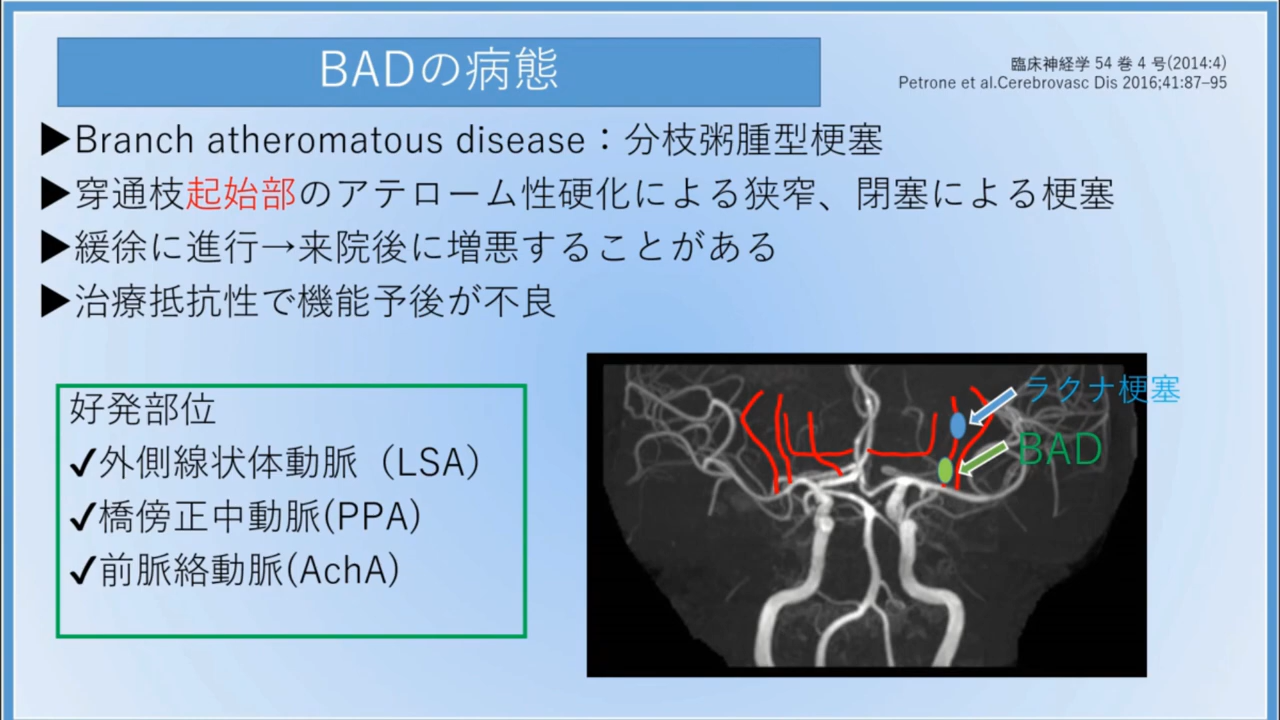 BADの病態
臨床神経学 54 巻 4 号(2014:4)
Petrone et al.Cerebrovasc Dis 2016;41:87–95
▶Branch atheromatous disease：分枝粥腫型梗塞
▶穿通枝起始部のアテローム性硬化による狭窄、閉塞による梗塞
▶緩徐に進行→来院後に増悪することがある
▶治療抵抗性で機能予後が不良
好発部位
✓外側線状体動脈（LSA）
✓橋傍正中動脈(PPA)
✓前脈絡動脈(AchA)
ラクナ梗塞
BAD